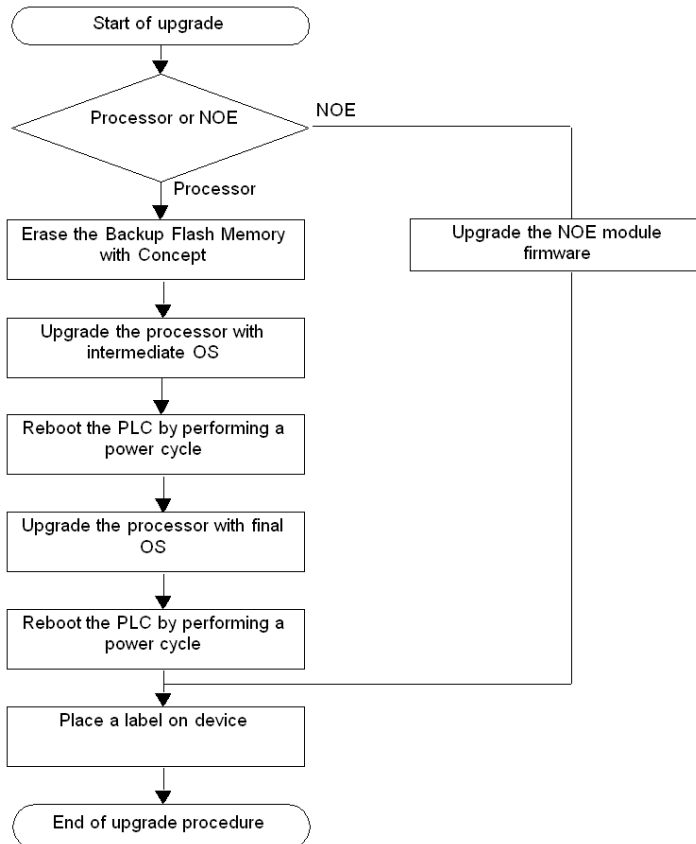 Start of upgrade
Processor or NOE
NOE
Processor
Erase the Backup Flash Memory
with Concept
Upgrade the NOE module
firmware
Upgrade the processor with
intermediate OS
Reboot the PLC by performing a
power cycle
Upgrade the processor with final
OS
Reboot the PLC by performing a
power cycle
Place a label on device
End of upgrade procedure